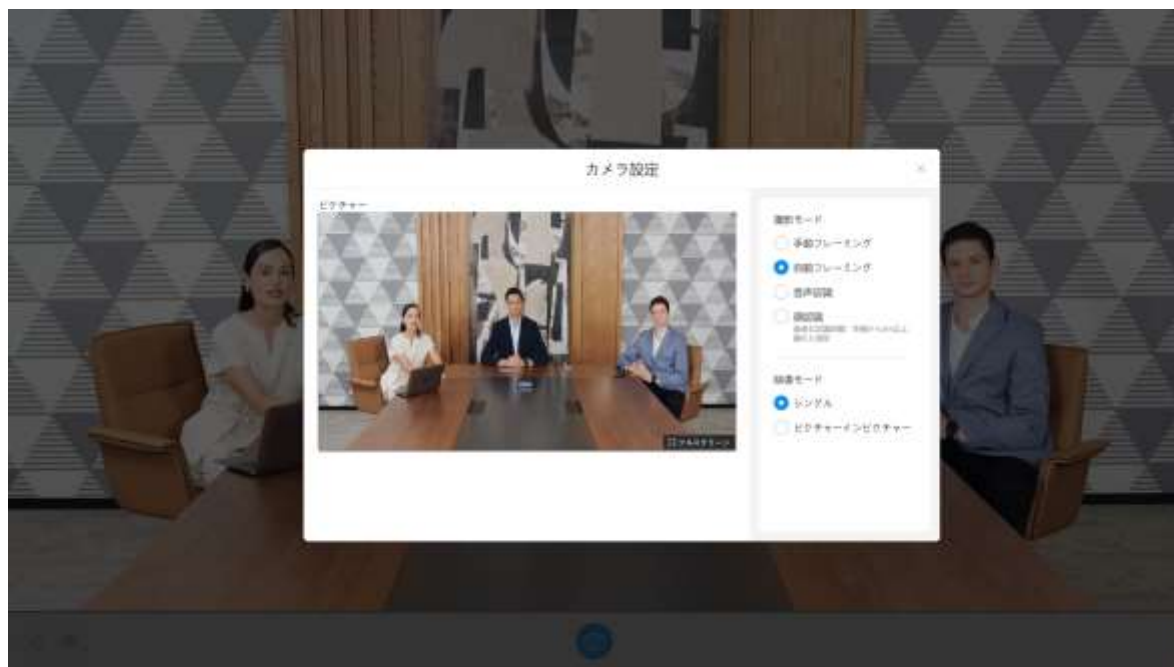 カメラ設定
ピクチャー
撮影モード
手動フレーミング
自動フレーミング
音声認識
顔認識
映像モード
シングル
ピクチャーインピクチャー
フルスクリーン